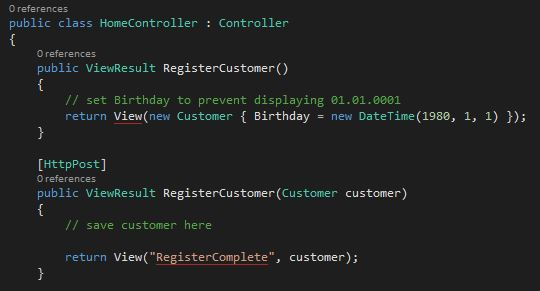 0 references
public class HomeController : Controller
{
0 references
public ViewResult RegisterCustomer()
{
// set Birthday to prevent displaying 01.01.0001
return View(new Customer { Birthday = new DateTime(1980, 1, 1) });
}
[HttpPost]
0 references
public ViewResult RegisterCustomer(Customer customer)
{
// save customer here
return View("RegisterComplete", customer);
}